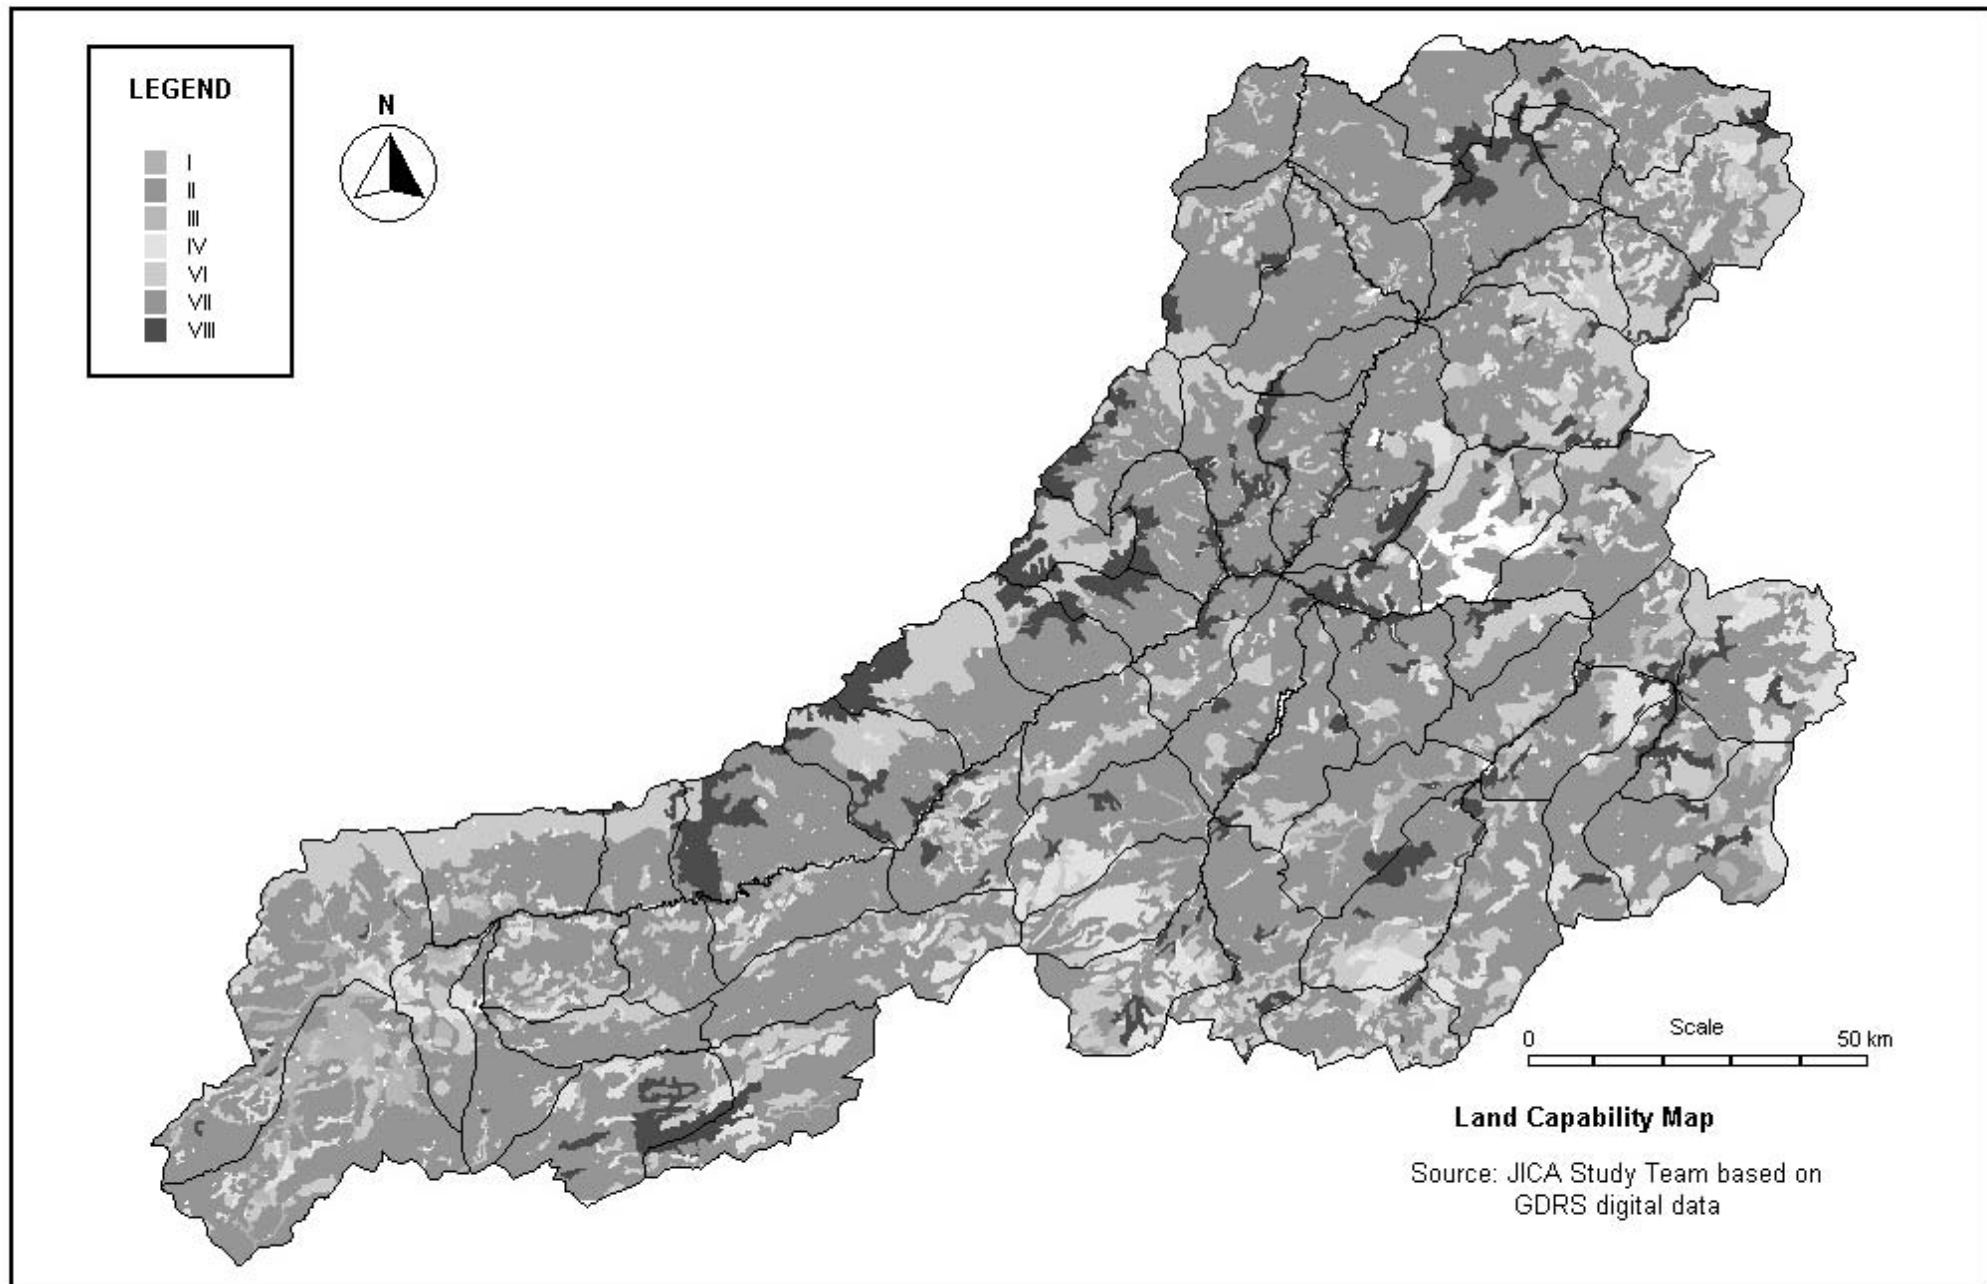 LEGEND
I
II
III
IV
VI
VII
VIII
N
Scale
0 50 km
Land Capability Map
Source: JICA Study Team based on
GDRS digital data